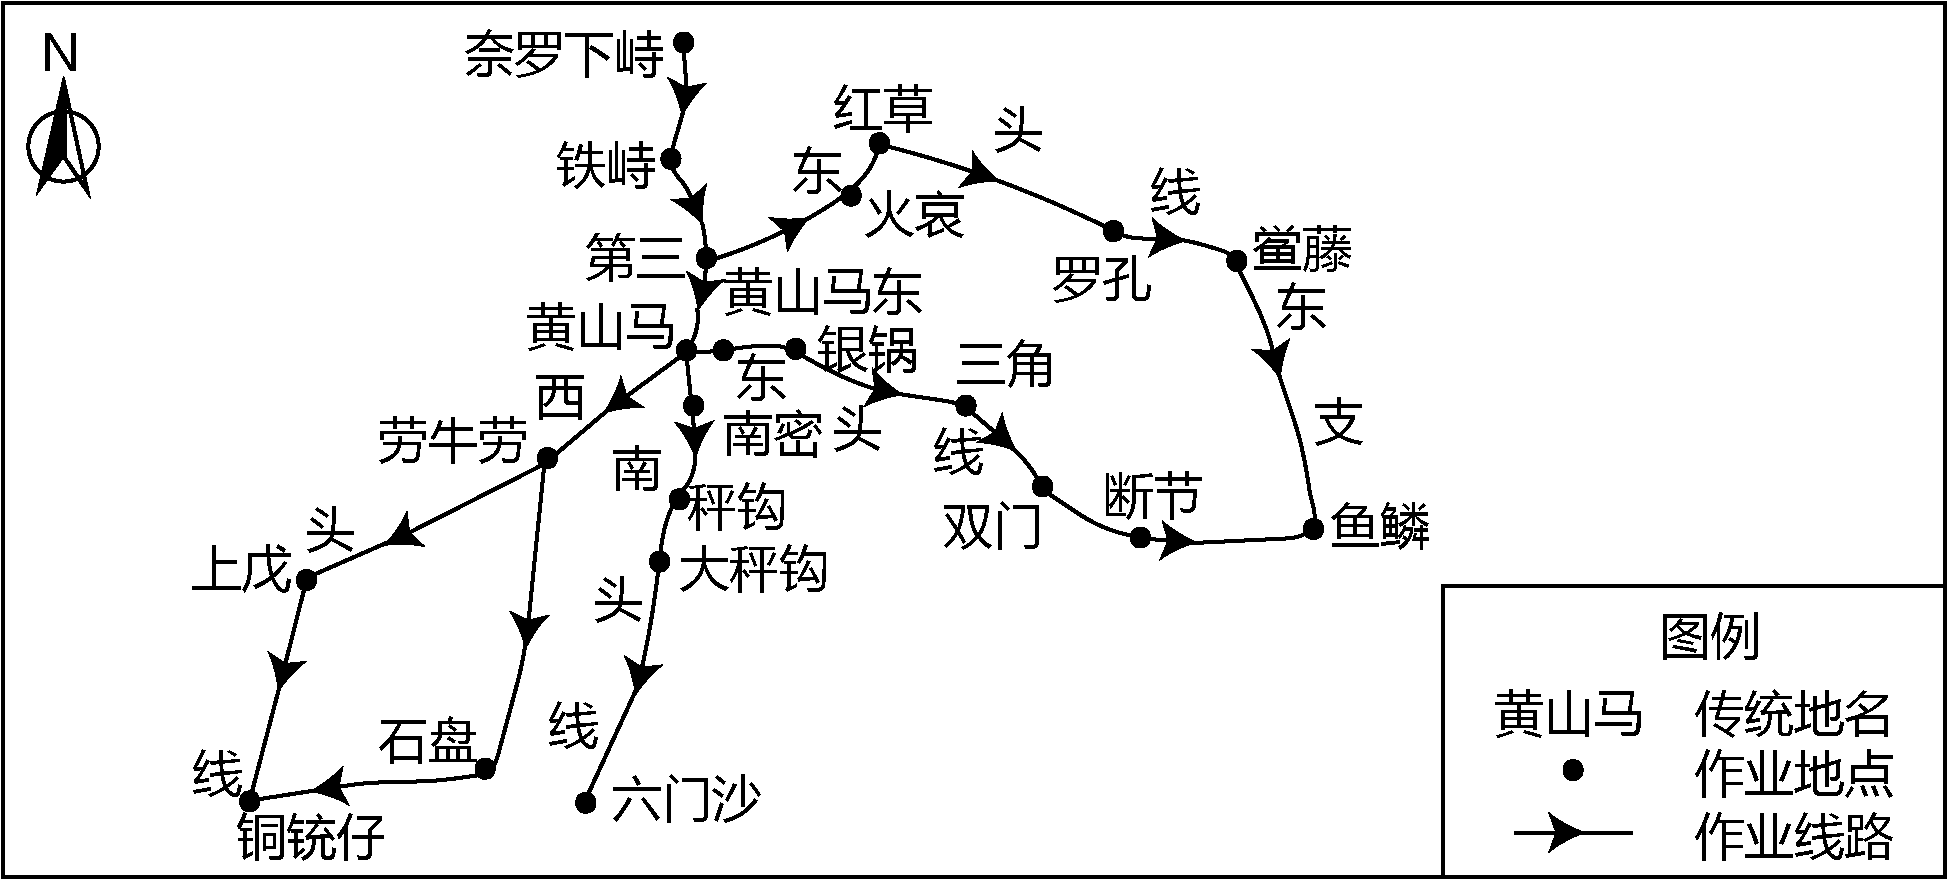 N
奈罗下峙
铁峙
第三
红草
东
头
线
火哀
罗孔
藤
东
支
鱼鳞
黄山马东
黄山马
银锅
东
头
线
三角
双门
断节
西
头
线
劳牛劳
上戊
石盘
铜铳仔
南密
南
头
线
秤钩
大秤钩
六门沙
图例
黄山马 传统地名
作业地点
作业线路